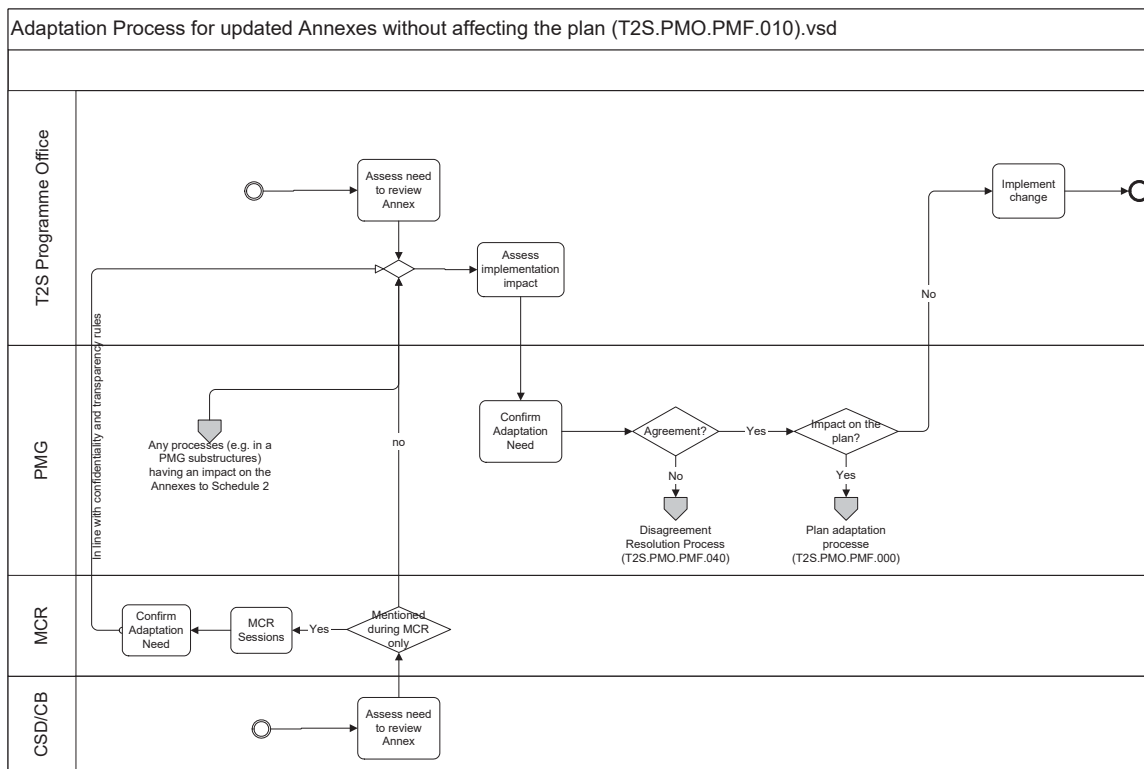 Adaptation Process for updated Annexes without affecting the plan (T2S.PMO.PMF.010).vsd
T2S Programme Office
Assess need
to review
Annex
Assess
implementation
impact
Implement
change
No
In line with confidentiality and transparency rules
PMG
Any processes (e.g. in a
PMG substructures)
having an impact on the
Annexes to Schedule 2
no
Confirm
Adaptation
Need
Agreement?
Yes
Impact on the
plan?
No
Yes
Disagreement
Resolution Process
(T2S.PMO.PMF.040)
Plan adaptation
processe
(T2S.PMO.PMF.000)
MCR
Confirm
Adaptation
Need
MCR
Sessions
Yes
Mentioned
during MCR
only
CSD/CB
Assess need
to review
Annex